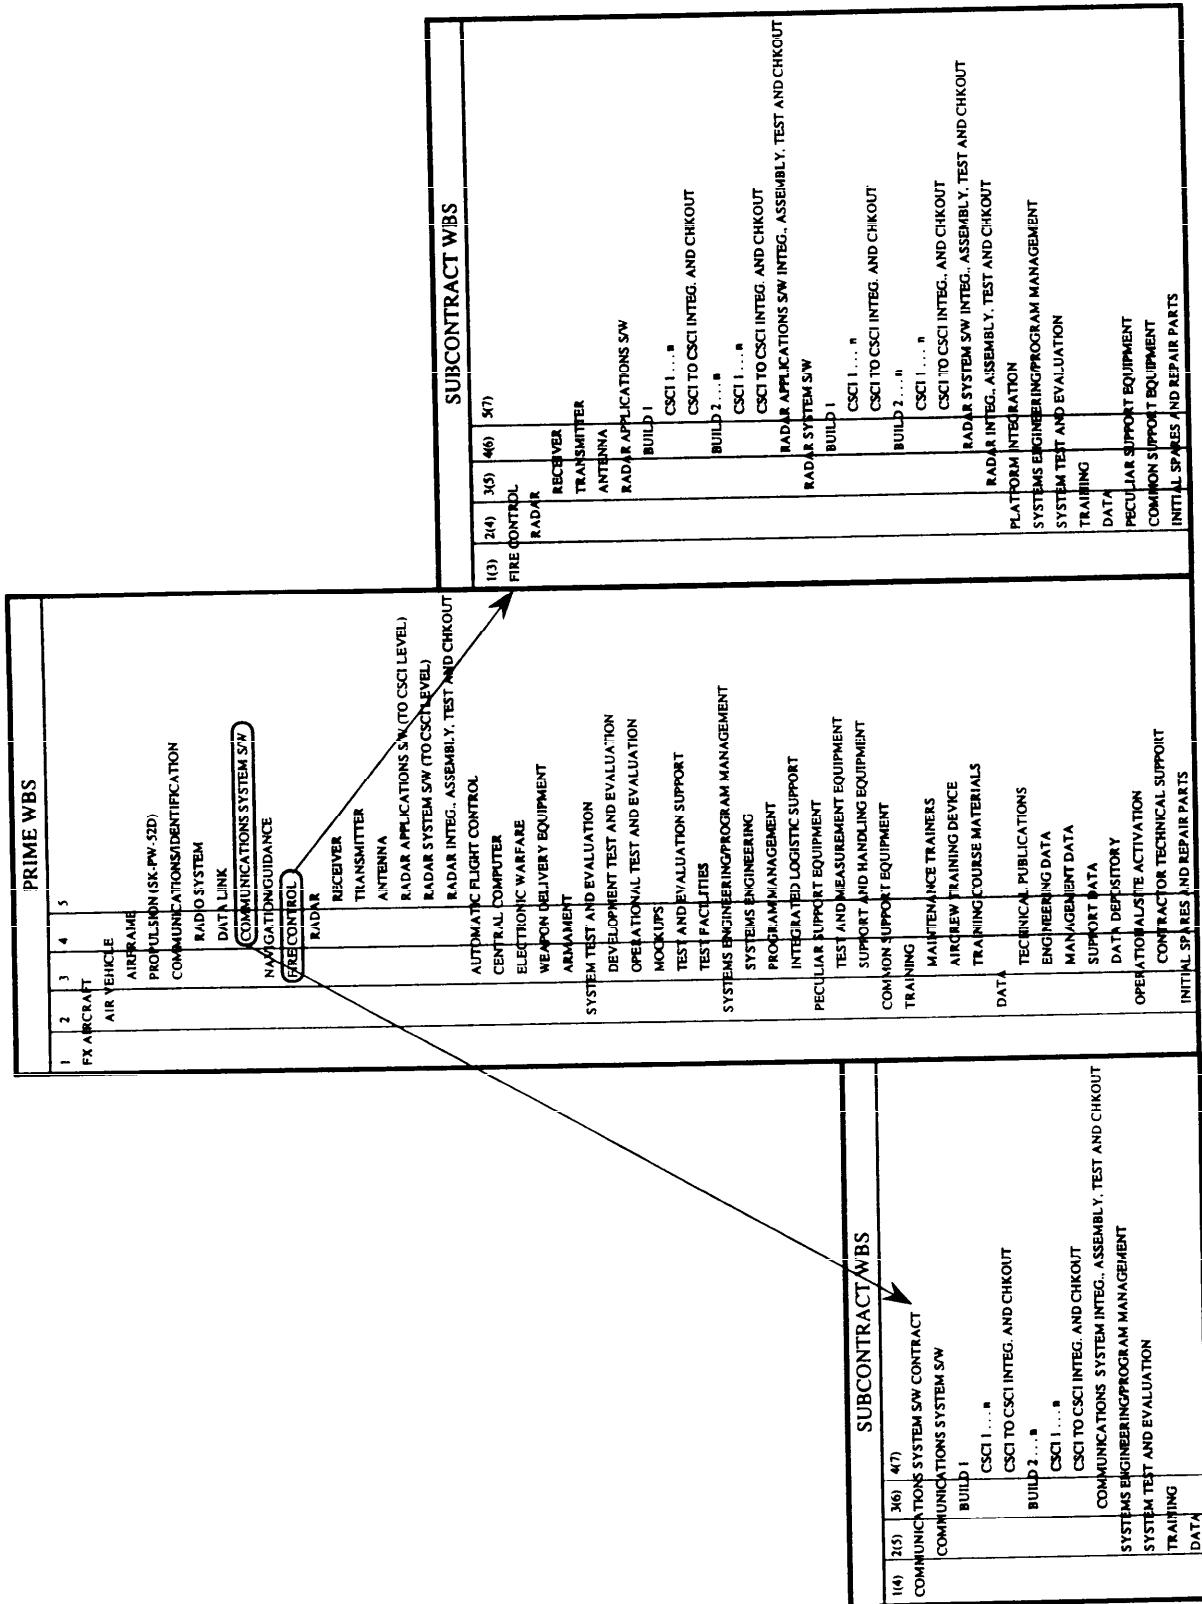 PRIME WBS
1 2 3 4 5
FX AIRCRAFT
AIR VEHICLE
AIRFRAME
PROPULSION (SK-PW-52D)
COMMUNICATIONS/IDENTIFICATION
RADIO SYSTEM
DATA LINK
COMMUNICATIONS SYSTEM S/W
NAVIGATION/GUIDANCE
FIRE CONTROL
RADAR
RECEIVER
TRANSMITTER
ANTENNA
RADAR APPLICATIONS S/W (TO CSCI LEVEL)
RADAR SYSTEM S/W (TO CSCI LEVEL)
RADAR INTEG., ASSEMBLY, TEST AND CHKOUT
AUTOMATIC FLIGHT CONTROL
CENTRAL COMPUTER
ELECTRONIC WARFARE
WEAPON DELIVERY EQUIPMENT
ARMAMENT
SYSTEM TEST AND EVALUATION
DEVELOPMENT TEST AND EVALUATION
OPERATIONAL TEST AND EVALUATION
MOCKUPS
TEST AND EVALUATION SUPPORT
TEST FACILITIES
SYSTEMS ENGINEERING/PROGRAM MANAGEMENT
SYSTEMS ENGINEERING
PROGRAM MANAGEMENT
INTEGRATED LOGISTIC SUPPORT
PECULIAR SUPPORT EQUIPMENT
TEST AND MEASUREMENT EQUIPMENT
SUPPORT AND HANDLING EQUIPMENT
COMMON SUPPORT EQUIPMENT
TRAINING
MAINTENANCE TRAINERS
AIRCREW TRAINING DEVICE
TRAINING COURSE MATERIALS
DATA
TECHNICAL PUBLICATIONS
ENGINEERING DATA
MANAGEMENT DATA
SUPPORT DATA
DATA DEPOSITORY
OPERATIONAL/SITE ACTIVATION
CONTRACTOR TECHNICAL SUPPORT
INITIAL SPARES AND REPAIR PARTS
SUBCONTRACT WBS
1(4) 2(5) 3(6) 4(7)
COMMUNICATIONS SYSTEM S/W CONTRACT
COMMUNICATIONS SYSTEM S/W
BUILD 1
CSCI 1 . . . n
CSCI TO CSCI INTEG. AND CHKOUT
BUILD 2 . . . n
CSCI 1 . . . n
CSCI TO CSCI INTEG. AND CHKOUT
COMMUNICATIONS SYSTEM INTEG., ASSEMBLY, TEST AND CHKOUT
SYSTEMS ENGINEERING/PROGRAM MANAGEMENT
SYSTEM TEST AND EVALUATION
TRAINING
DATA
SUBCONTRACT WBS
1(3) 2(4) 3(5) 4(6) 5(7)
FIRE CONTROL
RADAR
RECEIVER
TRANSMITTER
ANTENNA
RADAR APPLICATIONS S/W
BUILD 1
CSCI 1 . . . n
CSCI TO CSCI INTEG. AND CHKOUT
BUILD 2 . . . n
CSCI 1 . . . n
CSCI TO CSCI INTEG. AND CHKOUT
RADAR APPLICATIONS S/W INTEG., ASSEMBLY, TEST AND CHKOUT
RADAR SYSTEM S/W
BUILD 1
CSCI 1 . . . n
CSCI TO CSCI INTEG. AND CHKOUT
BUILD 2 . . . n
CSCI 1 . . . n
CSCI TO CSCI INTEG., AND CHKOUT
RADAR SYSTEM S/W INTEG., ASSEMBLY, TEST AND CHKOUT
RADAR INTEG., ASSEMBLY, TEST AND CHKOUT
PLATFORM INTEGRATION
SYSTEMS ENGINEERING/PROGRAM MANAGEMENT
SYSTEM TEST AND EVALUATION
TRAINING
DATA
PECULIAR SUPPORT EQUIPMENT
COMMON SUPPORT EQUIPMENT
INITIAL SPARES AND REPAIR PARTS